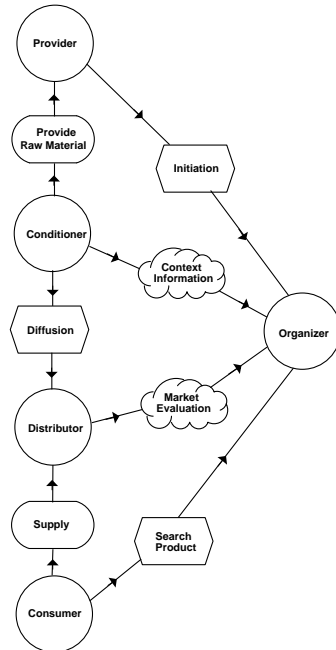 Provider
Provide
Raw Material
Initiation
Conditioner
Context
Information
Organizer
Diffusion
Market
Evaluation
Distributor
Supply
Search
Product
Consumer